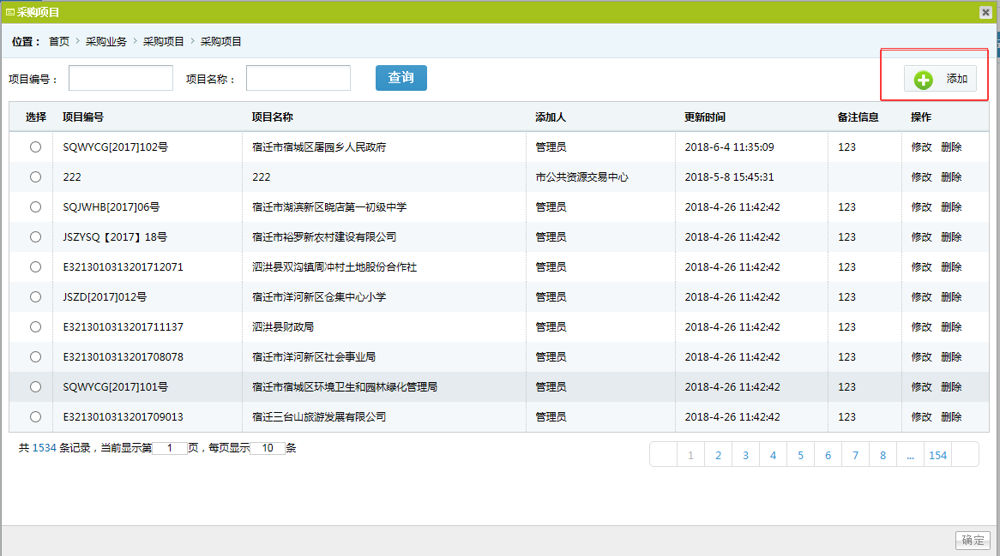 采购项目
位置： 首页 > 采购业务 > 采购项目 > 采购项目
项目编号： 项目名称： 查询 添加
选择 项目编号 项目名称 添加人 更新时间 备注信息 操作
SQWYCG[2017]102号 宿迁市宿城区屠园乡人民政府 管理员 2018-6-4 11:35:09 123 修改 删除
222 222 市公共资源交易中心 2018-5-8 15:45:31 修改 删除
SQJWHB[2017]06号 宿迁市湖滨新区晓店第一初级中学 管理员 2018-4-26 11:42:42 123 修改 删除
JSZYSQ【2017】18号 宿迁市裕罗新农村建设有限公司 管理员 2018-4-26 11:42:42 123 修改 删除
E3213010313201712071 泗洪县双沟镇周冲村土地股份合作社 管理员 2018-4-26 11:42:42 123 修改 删除
JSZD[2017]012号 宿迁市洋河新区仓集中心小学 管理员 2018-4-26 11:42:42 123 修改 删除
E3213010313201711137 泗洪县财政局 管理员 2018-4-26 11:42:42 123 修改 删除
E3213010313201708078 宿迁市洋河新区社会事业局 管理员 2018-4-26 11:42:42 123 修改 删除
SQWYCG[2017]101号 宿迁市宿城区环境卫生和园林绿化管理局 管理员 2018-4-26 11:42:42 123 修改 删除
E3213010313201709013 宿迁三台山旅游发展有限公司 管理员 2018-4-26 11:42:42 123 修改 删除
共 1534 条记录，当前显示第 1 页，每页显示 10 条 1 2 3 4 5 6 7 8 ... 154
确定